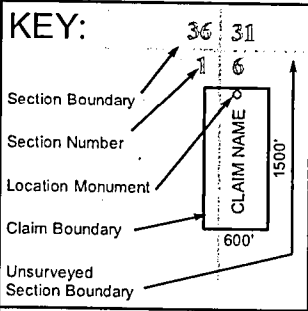 KEY:
36 31
1 6
Section Boundary
Section Number
Location Monument
Claim Boundary
Unsurveyed
Section Boundary
CLAIM NAME
1500'
600'